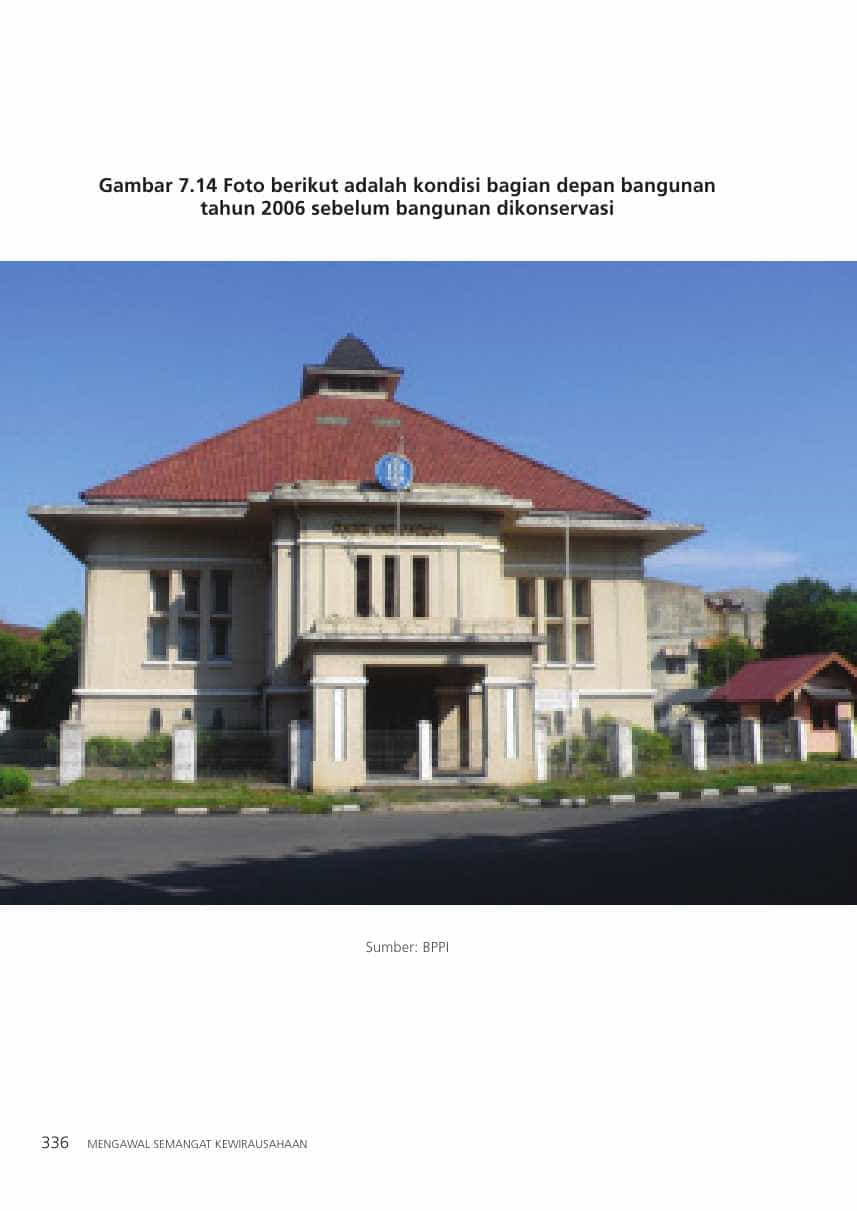 Gambar 7.14 Foto berikut adalah kondisi bagian depan bangunan
tahun 2006 sebelum bangunan dikonservasi
Sumber: BPPI
336 MENGAWAL SEMANGAT KEWIRAUSAHAAN